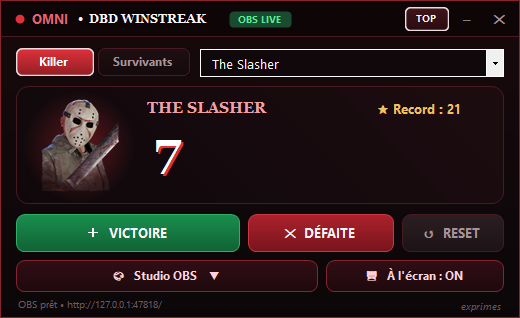 OMNI • DBD WINSTREAK OBS LIVE TOP
Killer Survivants The Slasher
THE SLASHER ★ Record : 21
7
+ VICTOIRE × DÉFAITE ↺ RESET
Studio OBS ▼ À l'écran : ON
OBS prêt • http://127.0.0.1:47818/ exprimes